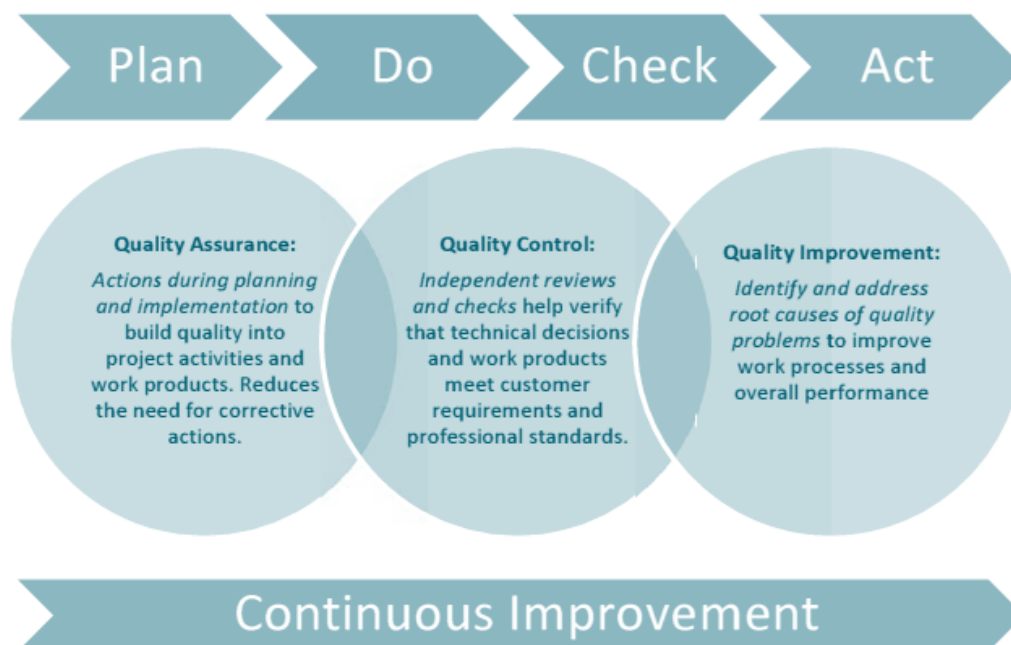 Plan
Do
Check
Act
Quality Assurance:
Actions during planning
and implementation to
build quality into
project activities and
work products. Reduces
the need for corrective
actions.
Quality Control:
Independent reviews
and checks help verify
that technical decisions
and work products
meet customer
requirements and
professional standards.
Quality Improvement:
Identify and address
root causes of quality
problems to improve
work processes and
overall performance
Continuous Improvement